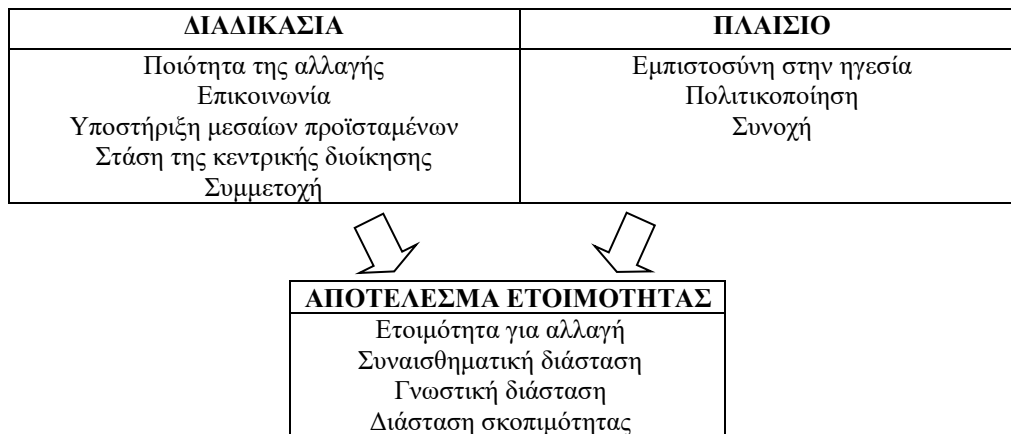 ΔΙΑΔΙΚΑΣΙΑ
Ποιότητα της αλλαγής
Επικοινωνία
Υποστήριξη μεσαίων προϊσταμένων
Στάση της κεντρικής διοίκησης
Συμμετοχή
ΠΛΑΙΣΙΟ
Εμπιστοσύνη στην ηγεσία
Πολιτικοποίηση
Συνοχή
ΑΠΟΤΕΛΕΣΜΑ ΕΤΟΙΜΟΤΗΤΑΣ
Ετοιμότητα για αλλαγή
Συναισθηματική διάσταση
Γνωστική διάσταση
Διάσταση σκοπιμότητας